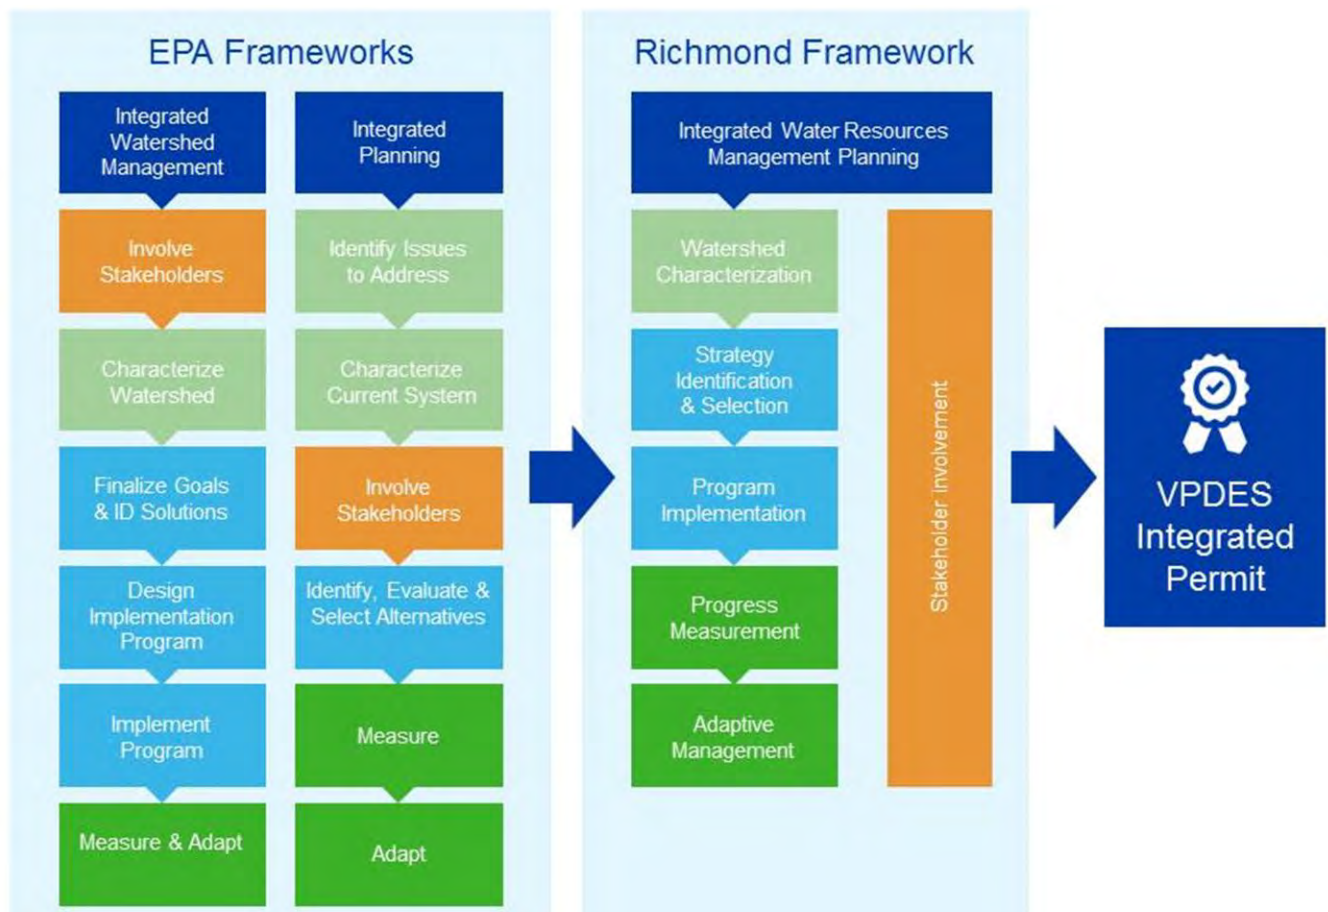 EPA Frameworks
Integrated
Watershed
Management
Involve
Stakeholders
Characterize
Watershed
Finalize Goals
& ID Solutions
Design
Implementation
Program
Implement
Program
Measure & Adapt
Integrated
Planning
Identify Issues
to Address
Characterize
Current System
Involve
Stakeholders
Identify, Evaluate &
Select Alternatives
Measure
Adapt
Richmond Framework
Integrated Water Resources
Management Planning
Watershed
Characterization
Strategy
Identification
& Selection
Program
Implementation
Progress
Measurement
Adaptive
Management
Stakeholder involvement
VPDES
Integrated
Permit